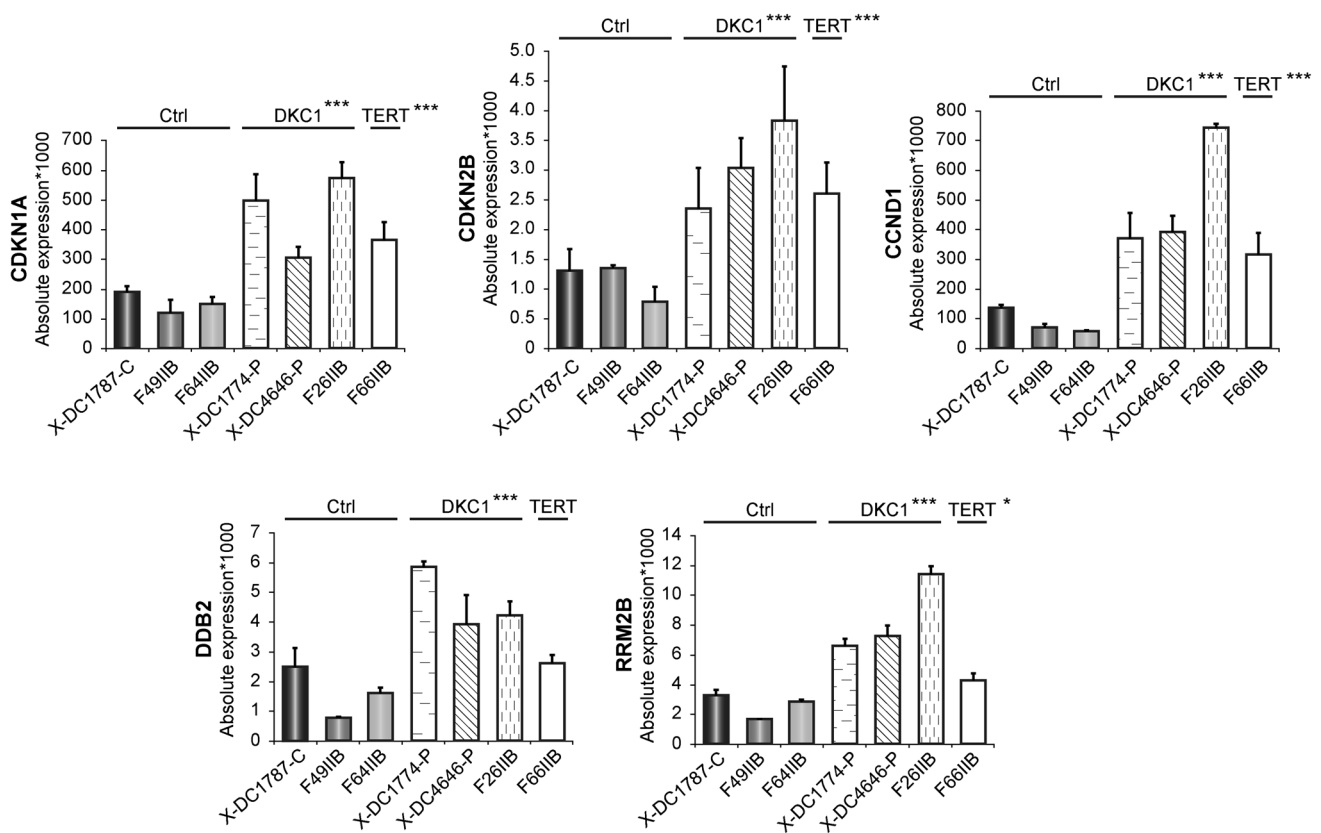 Ctrl DKC1*** TERT***
CDKN1A
Absolute expression*1000
700
600
500
400
300
200
100
0
X-DC1787-C
F49IIB
F64IIB
X-DC1774-P
X-DC4646-P
F26IIB
F66IIB
Ctrl DKC1*** TERT***
CDKN2B
Absolute expression*1000
5.0
4.5
4.0
3.5
3.0
2.5
2.0
1.5
1.0
0.5
0
X-DC1787-C
F49IIB
F64IIB
X-DC1774-P
X-DC4646-P
F26IIB
F66IIB
Ctrl DKC1*** TERT***
CCND1
Absolute expression*1000
800
700
600
500
400
300
200
100
0
X-DC1787-C
F49IIB
F64IIB
X-DC1774-P
X-DC4646-P
F26IIB
F66IIB
Ctrl DKC1*** TERT
DDB2
Absolute expression*1000
7
6
5
4
3
2
1
0
X-DC1787-C
F49IIB
F64IIB
X-DC1774-P
X-DC4646-P
F26IIB
F66IIB
Ctrl DKC1*** TERT *
RRM2B
Absolute expression*1000
14
12
10
8
6
4
2
0
X-DC1787-C
F49IIB
F64IIB
X-DC1774-P
X-DC4646-P
F26IIB
F66IIB